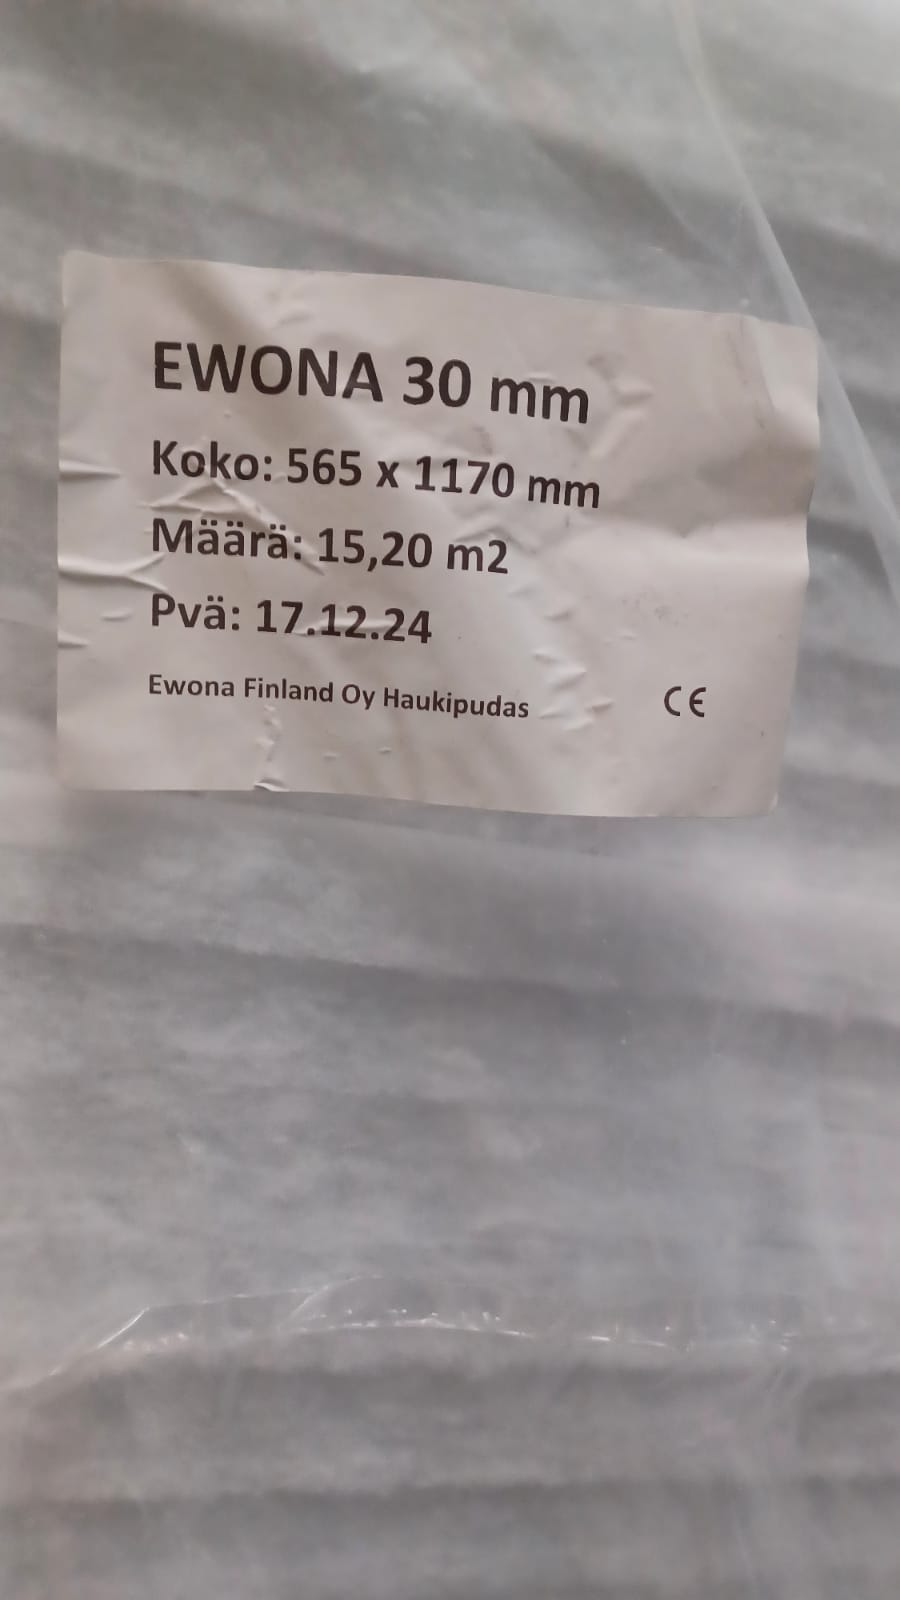 EWONA 30 mm
Koko: 565 x 1170 mm
Määrä: 15,20 m2
Pvä: 17.12.24
Ewona Finland Oy Haukipudas
CE